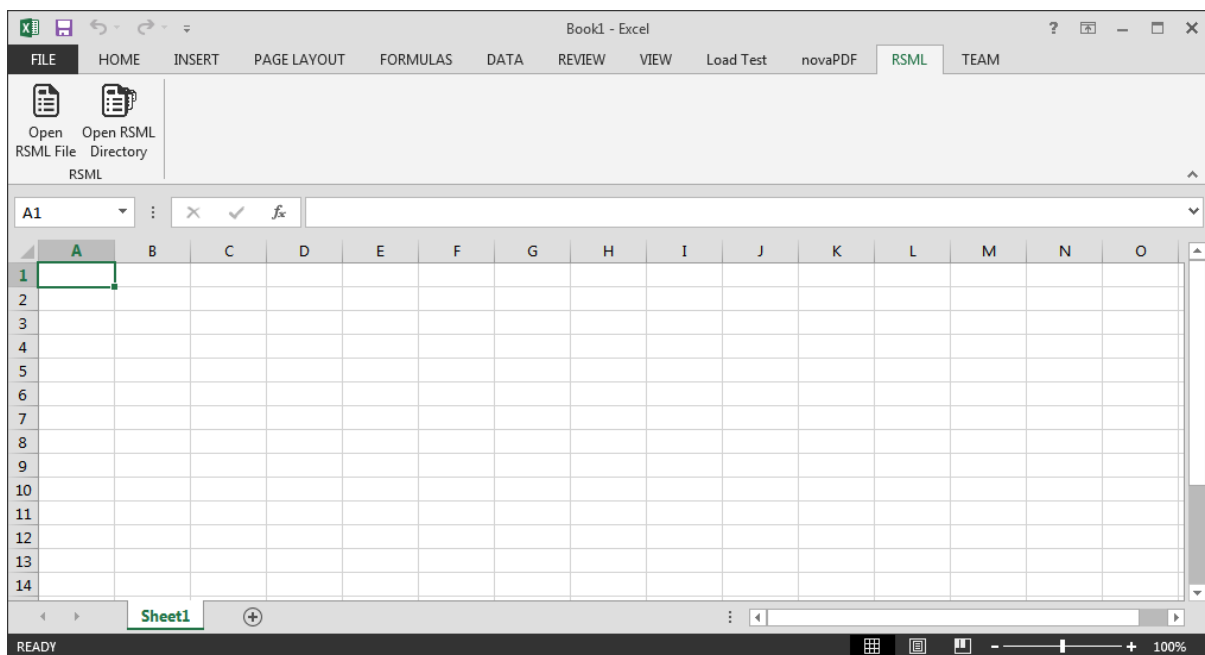 Book1 - Excel
?
FILE HOME INSERT PAGE LAYOUT FORMULAS DATA REVIEW VIEW Load Test novaPDF RSML TEAM
Open Open RSML
RSML File Directory
RSML
A1 fx
A B C D E F G H I J K L M N O
1
2
3
4
5
6
7
8
9
10
11
12
13
14
Sheet1
READY 100%